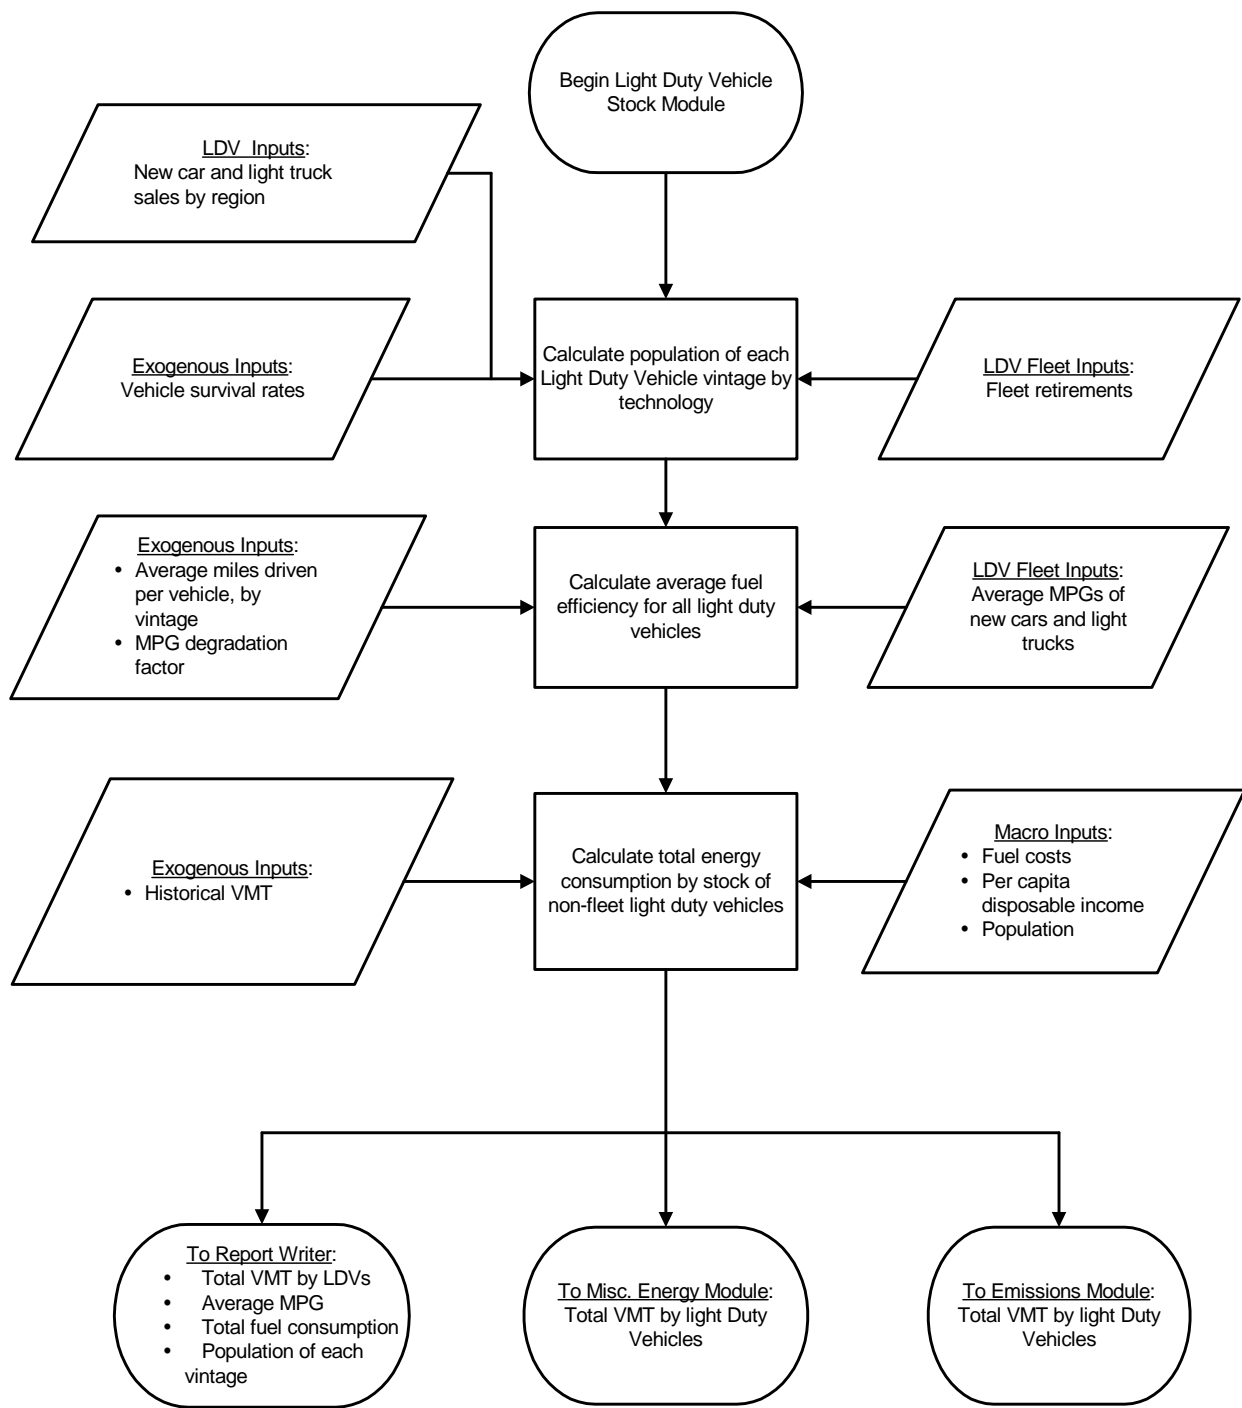 Begin Light Duty Vehicle
Stock Module
LDV Inputs:
New car and light truck
sales by region
Exogenous Inputs:
Vehicle survival rates
Calculate population of each
Light Duty Vehicle vintage by
technology
LDV Fleet Inputs:
Fleet retirements
Exogenous Inputs:
• Average miles driven
per vehicle, by
vintage
• MPG degradation
factor
Calculate average fuel
efficiency for all light duty
vehicles
LDV Fleet Inputs:
Average MPGs of
new cars and light
trucks
Exogenous Inputs:
• Historical VMT
Calculate total energy
consumption by stock of
non-fleet light duty vehicles
Macro Inputs:
• Fuel costs
• Per capita
disposable income
• Population
To Report Writer:
• Total VMT by LDVs
• Average MPG
• Total fuel consumption
• Population of each
vintage
To Misc. Energy Module:
Total VMT by light Duty
Vehicles
To Emissions Module:
Total VMT by light Duty
Vehicles